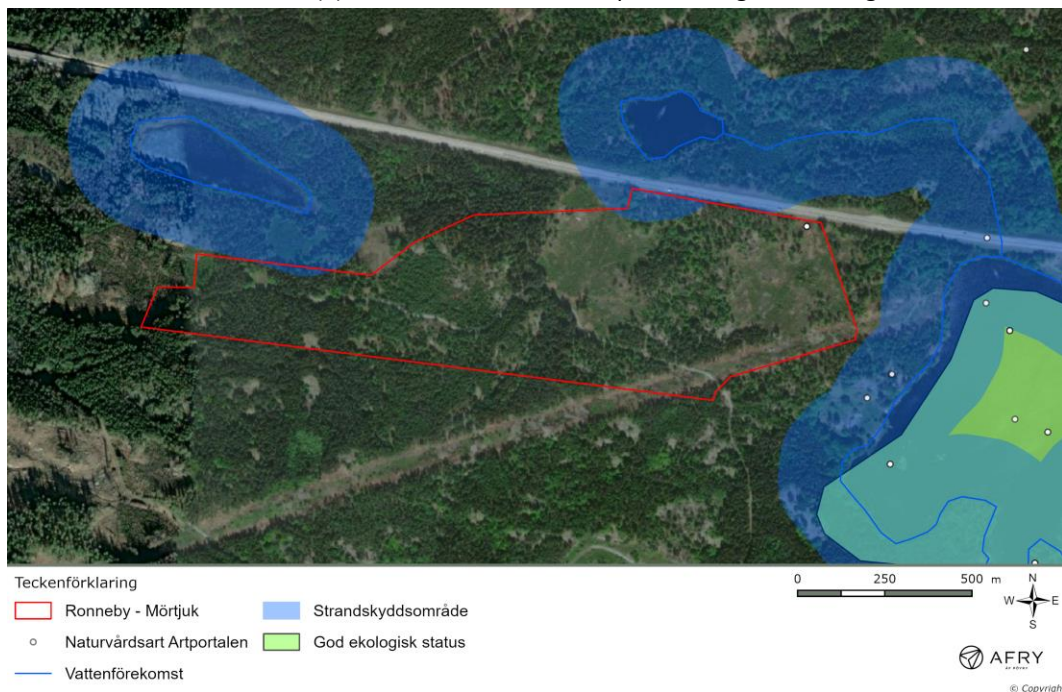 Teckenförklaring
Ronneby - Mörtjuk
Strandskyddsområde
Naturvårdsart Artportalen
God ekologisk status
Vattenförekomst
0 250 500 m
N
W E
S
AFRY
© Copyrigh